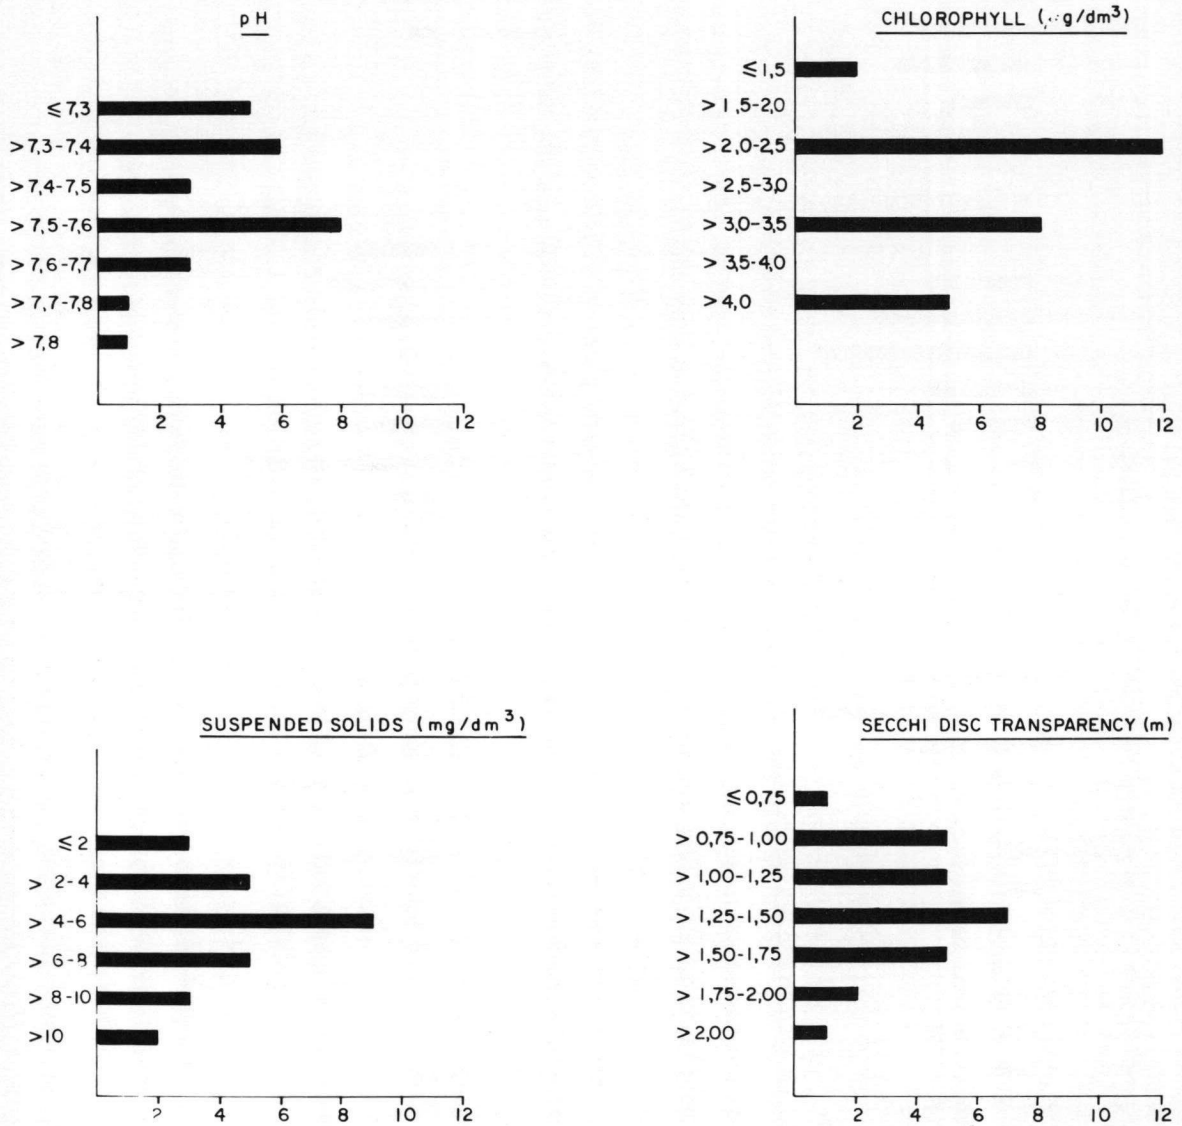 pH
≤ 7,3
> 7,3 - 7,4
> 7,4 - 7,5
> 7,5 - 7,6
> 7,6 - 7,7
> 7,7 - 7,8
> 7,8
2 4 6 8 10 12
CHLOROPHYLL (µg/dm³)
≤ 1,5
> 1,5-2,0
> 2,0-2,5
> 2,5-3,0
> 3,0-3,5
> 3,5-4,0
> 4,0
2 4 6 8 10 12
SUSPENDED SOLIDS (mg/dm³)
≤ 2
> 2-4
> 4-6
> 6-8
> 8-10
>10
2 4 6 8 10 12
SECCHI DISC TRANSPARENCY (m)
≤ 0,75
> 0,75-1,00
> 1,00-1,25
> 1,25-1,50
> 1,50-1,75
> 1,75-2,00
> 2,00
2 4 6 8 10 12